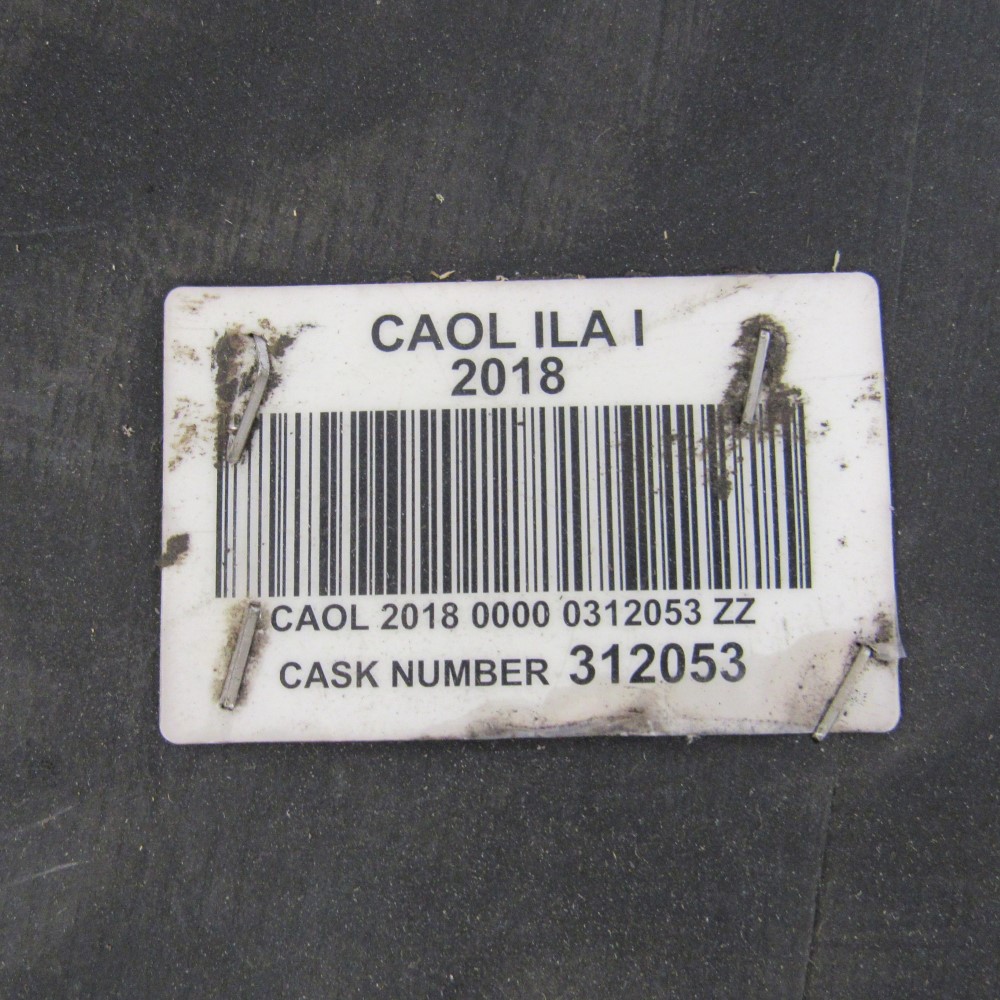 CAOL ILA I
2018
CAOL 2018 0000 0312053 ZZ
CASK NUMBER 312053